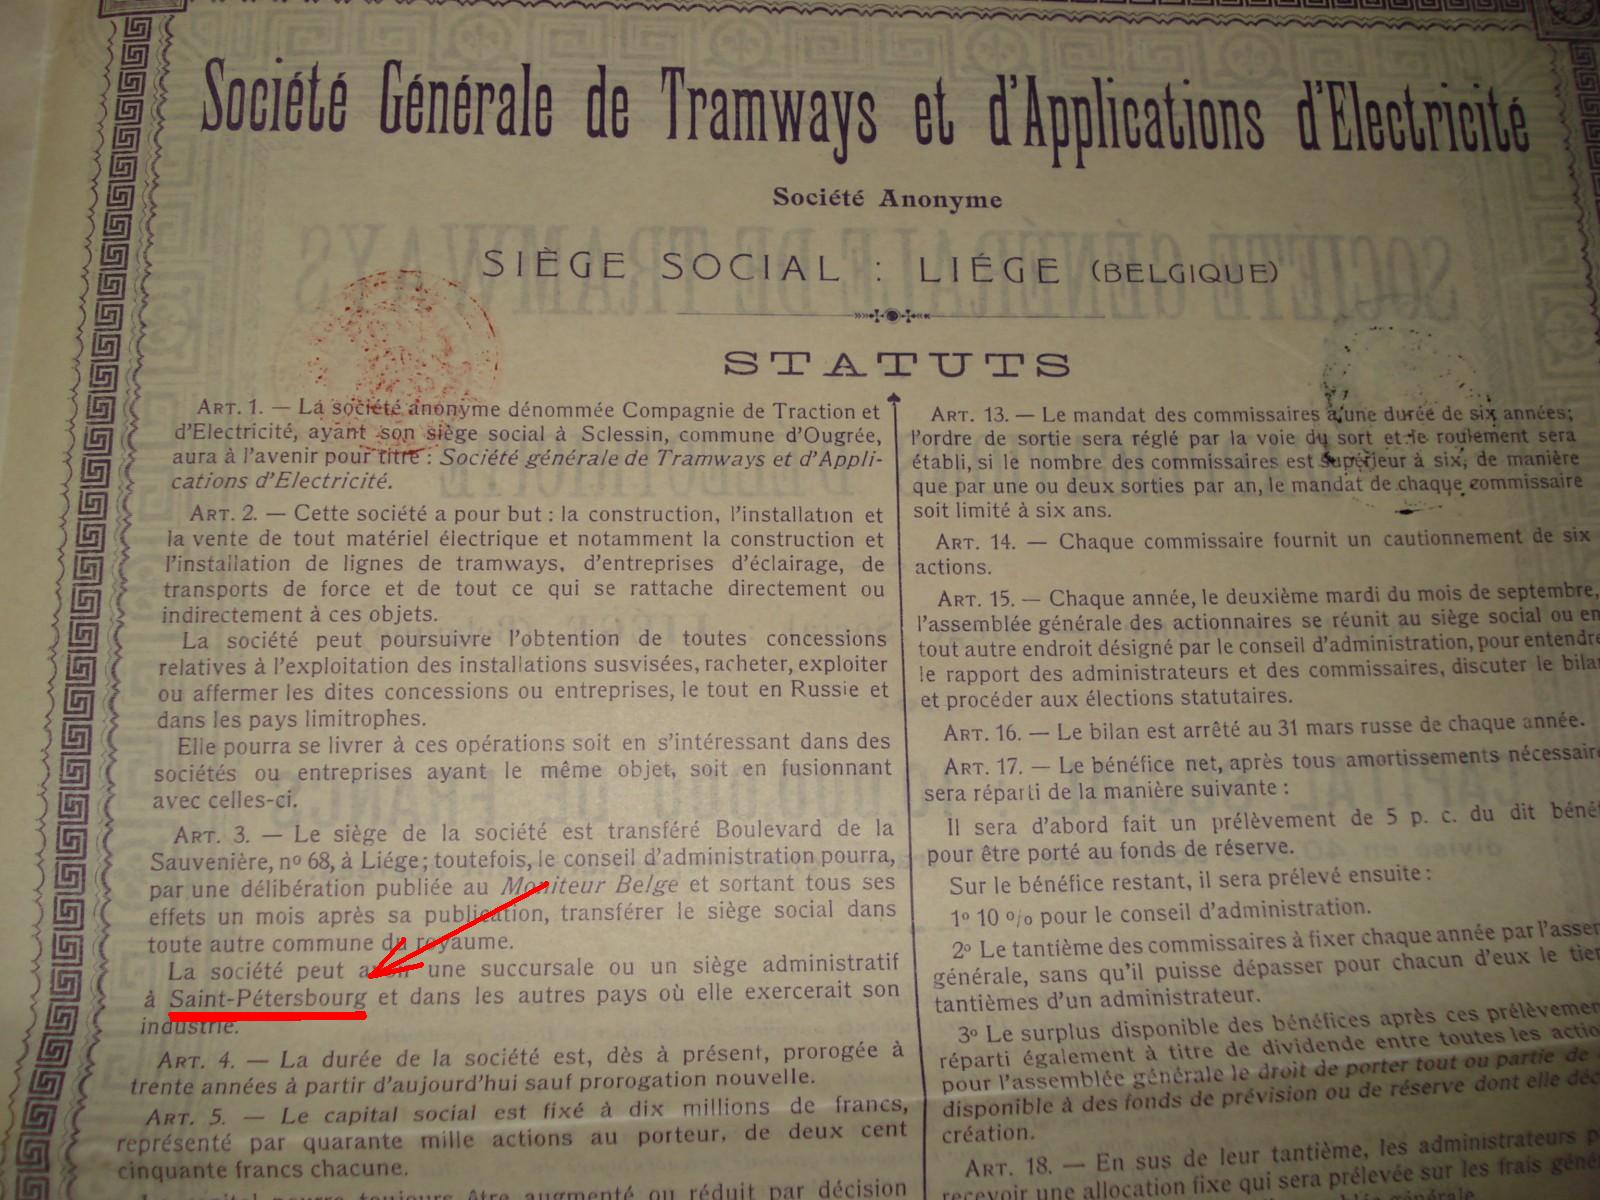 Société Générale de Tramways et d'Applications d'Electricité
Société Anonyme
SIÈGE SOCIAL : LIÉGE (BELGIQUE)
STATUTS
ART. 1. — La société anonyme dénommée Compagnie de Traction et
d'Electricité, ayant son siège social à Sclessin, commune d'Ougrée,
aura à l'avenir pour titre : Société générale de Tramways et d'Appli-
cations d'Electricité.
ART. 2. — Cette société a pour but : la construction, l'installation et
la vente de tout matériel électrique et notamment la construction et
l'installation de lignes de tramways, d'entreprises d'éclairage, de
transports de force et de tout ce qui se rattache directement ou
indirectement à ces objets.
La société peut poursuivre l'obtention de toutes concessions
relatives à l'exploitation des installations susvisées, racheter, exploiter
ou affermer les dites concessions ou entreprises, le tout en Russie et
dans les pays limitrophes.
Elle pourra se livrer à ces opérations soit en s'intéressant dans des
sociétés ou entreprises ayant le même objet, soit en fusionnant
avec celles-ci.
ART. 3. — Le siège de la société est transféré Boulevard de la
Sauvenière, nº 68, à Liége; toutefois, le conseil d'administration pourra,
par une délibération publiée au Moniteur Belge et sortant tous ses
effets un mois après sa publication, transférer le siège social dans
toute autre commune du royaume.
La société peut une succursale ou un siège administratif
à Saint-Pétersbourg et dans les autres pays où elle exercerait son
industrie.
ART. 4. — La durée de la société est, dès à présent, prorogée à
trente années à partir d'aujourd'hui sauf prorogation nouvelle.
ART. 5. — Le capital social est fixé à dix millions de francs,
représenté par quarante mille actions au porteur, de deux cent
cinquante francs chacune.
toujours être augmenté ou réduit par décision
ART. 13. — Le mandat des commissaires a une durée de six années;
l'ordre de sortie sera réglé par la voie du sort et le roulement sera
établi, si le nombre des commissaires est supérieur à six, de manière
que par une ou deux sorties par an, le mandat de chaque commissaire
soit limité à six ans.
ART. 14. — Chaque commissaire fournit un cautionnement de six
actions.
ART. 15. — Chaque année, le deuxième mardi du mois de septembre,
l'assemblée générale des actionnaires se réunit au siège social ou en
tout autre endroit désigné par le conseil d'administration, pour entendre
le rapport des administrateurs et des commissaires, discuter le bilan
et procéder aux élections statutaires.
ART. 16. — Le bilan est arrêté au 31 mars russe de chaque année.
ART. 17. — Le bénéfice net, après tous amortissements nécessair
sera réparti de la manière suivante :
Il sera d'abord fait un prélèvement de 5 p. c. du dit béné
pour être porté au fonds de réserve.
Sur le bénéfice restant, il sera prélevé ensuite :
1º 10 % pour le conseil d'administration.
2º Le tantième des commissaires à fixer chaque année par l'assem
générale, sans qu'il puisse dépasser pour chacun d'eux le tier
tantièmes d'un administrateur.
3º Le surplus disponible des bénéfices après ces prélèvemen
réparti également à titre de dividende entre toutes les actio
pour l'assemblée générale le droit de porter tout ou partie de
disponible à des fonds de prévision ou de réserve dont elle déc
création.
ART. 18. — En sus de leur tantième, les administrateurs p
recevoir une allocation fixe qui sera prélevée sur les frais géné